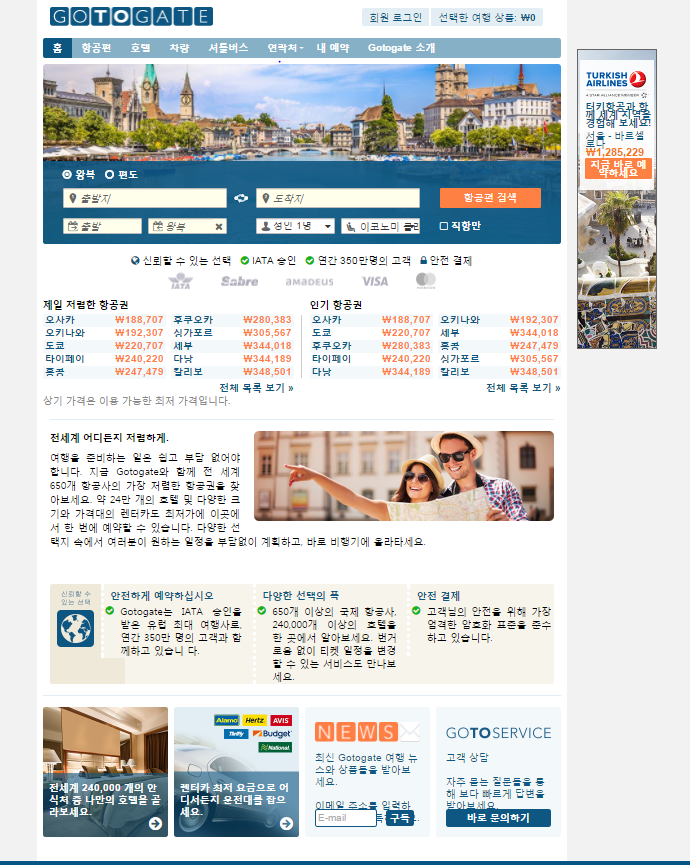 GOTOGATE
회원 로그인
선택한 여행 상품: ₩0
홈 항공편 호텔 차량 셔틀버스 연락처 내 예약 Gotogate 소개
왕복 편도
출발지
도착지
항공편 검색
출발
왕복
성인 1명
이코노미 클
직항만
신뢰할 수 있는 선택 IATA 승인 연간 350만명의 고객 안전 결제
IATA Sabre AMADEUS VISA MasterCard
제일 저렴한 항공권
오사카 ₩188,707 후쿠오카 ₩280,383
오키나와 ₩192,307 싱가포르 ₩305,567
도쿄 ₩220,707 세부 ₩344,018
타이페이 ₩240,220 다낭 ₩344,189
홍콩 ₩247,479 칼리보 ₩348,501
전체 목록 보기 »
인기 항공권
오사카 ₩188,707 오키나와 ₩192,307
도쿄 ₩220,707 세부 ₩344,018
후쿠오카 ₩280,383 홍콩 ₩247,479
타이페이 ₩240,220 싱가포르 ₩305,567
다낭 ₩344,189 칼리보 ₩348,501
전체 목록 보기 »
상기 가격은 이용 가능한 최저 가격입니다.
전세계 어디든지 저렴하게.
여행을 준비하는 일은 쉽고 부담 없어야
합니다. 지금 Gotogate와 함께 전 세계
650개 항공사의 가장 저렴한 항공권을 찾
아보세요. 약 24만 개의 호텔 및 다양한 크
기와 가격대의 렌터카도 최저가에 이곳에
서 한 번에 예약할 수 있습니다. 다양한 선
택지 속에서 여러분이 원하는 일정을 부담없이 계획하고, 바로 비행기에 올라타세요.
신뢰할 수
있는 선택
안전하게 예약하십시오
Gotogate는 IATA 승인을
받은 유럽 최대 여행사로,
연간 350만 명의 고객과 함
께하고 있습니 다.
다양한 선택의 폭
650개 이상의 국제 항공사,
240,000개 이상의 호텔을
한 곳에서 알아보세요. 번거
로움 없이 티켓 일정을 변경
할 수 있는 서비스도 만나보
세요.
안전 결제
고객님의 안전을 위해 가장
엄격한 암호화 표준을 준수
하고 있습니다.
전세계 240,000 개의 안
식처 중 나만의 호텔을 골
라보세요.
Alamo Hertz AVIS
Thrifty Budget
National
렌터카 최저 요금으로 어
디서든지 운전대를 잡으
세요.
NEWS
최신 Gotogate 여행 뉴
스와 상품들을 받아보
세요.
이메일 주소를 입력하
E-mail
구독
GOTOSERVICE
고객 상담
자주 묻는 질문들을 통
해 보다 빠르게 답변을
받아보세요.
바로 문의하기
TURKISH
AIRLINES
A STAR ALLIANCE MEMBER
터키항공과 함
께 세계 지역을
경험해 보세요!
서울 - 바르셀
로나
₩1,285,229
지금 바로 예
약하세요